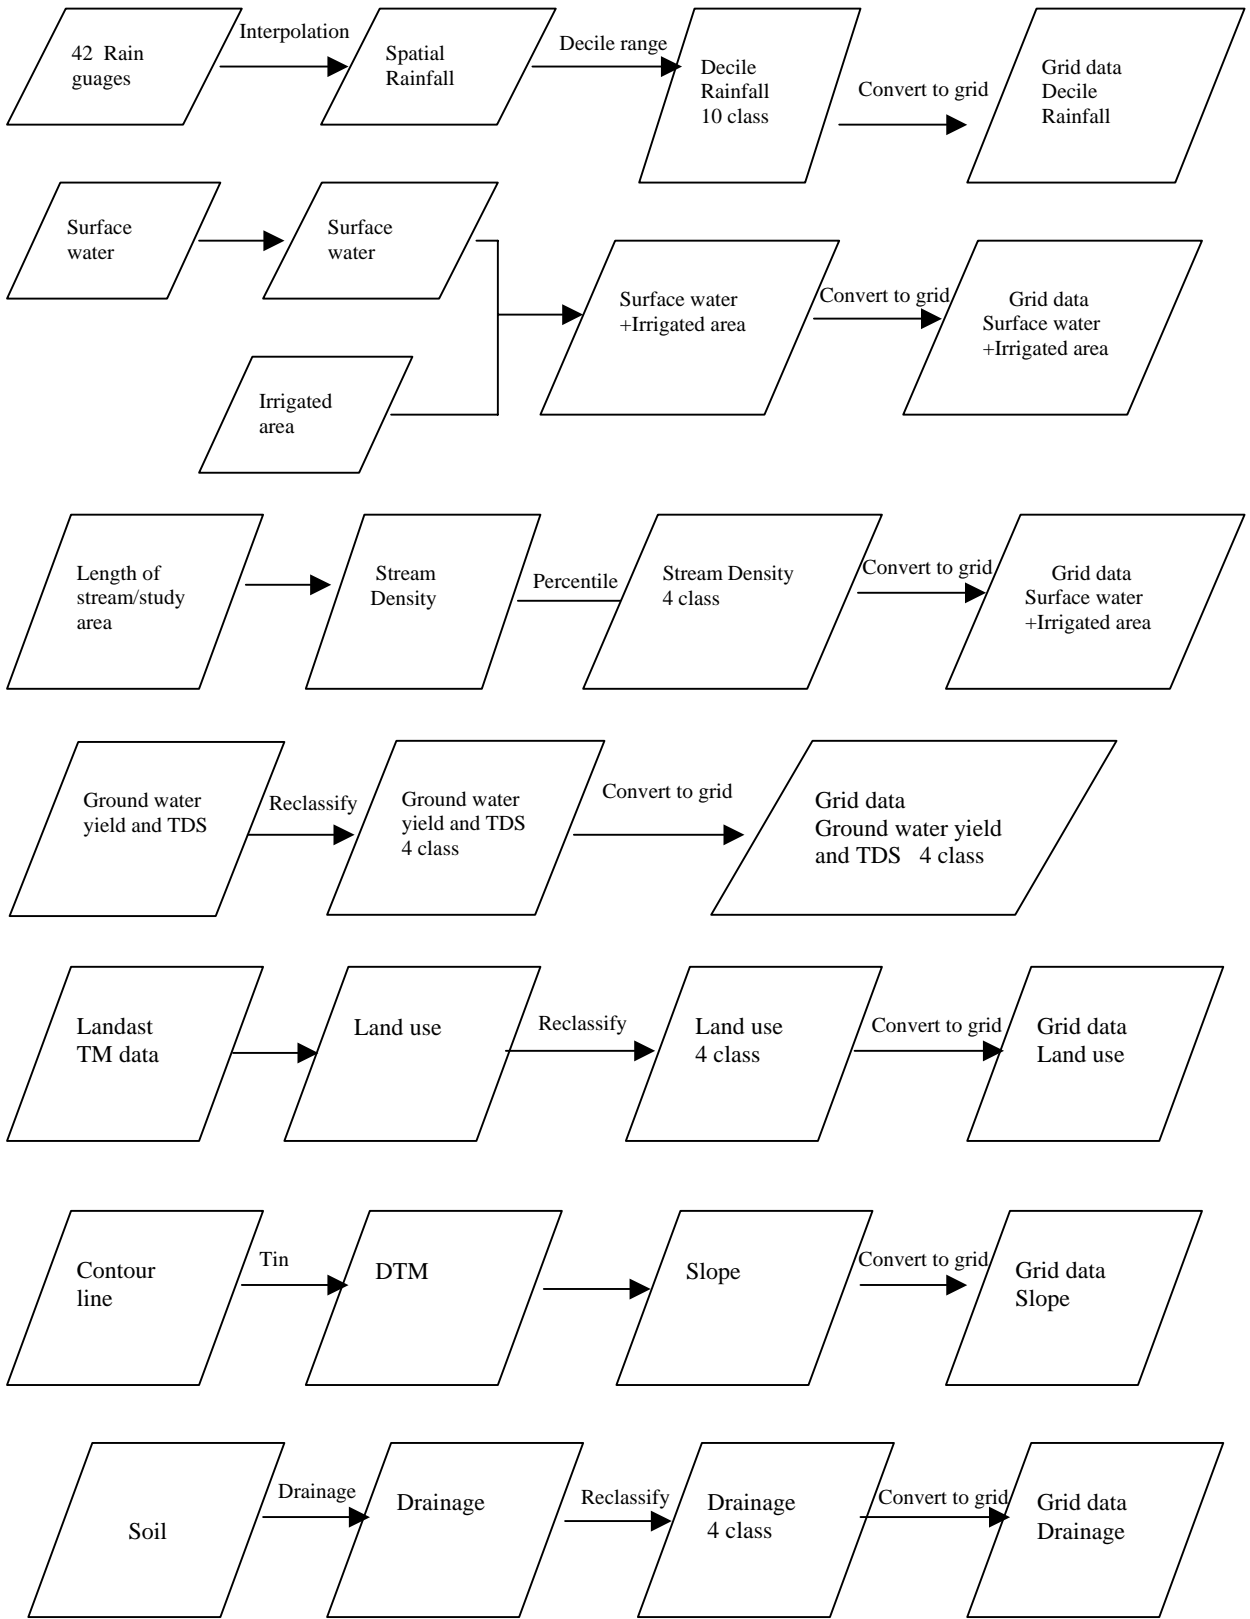 42 Rain
guages
Interpolation
Spatial
Rainfall
Decile range
Decile
Rainfall
10 class
Convert to grid
Grid data
Decile
Rainfall
Surface
water
Surface
water
Irrigated
area
Surface water
+Irrigated area
Convert to grid
Grid data
Surface water
+Irrigated area
Length of
stream/study
area
Stream
Density
Percentile
Stream Density
4 class
Convert to grid
Grid data
Surface water
+Irrigated area
Ground water
yield and TDS
Reclassify
Ground water
yield and TDS
4 class
Convert to grid
Grid data
Ground water yield
and TDS 4 class
Landast
TM data
Land use
Reclassify
Land use
4 class
Convert to grid
Grid data
Land use
Contour
line
Tin
DTM
Slope
Convert to grid
Grid data
Slope
Soil
Drainage
Drainage
Reclassify
Drainage
4 class
Convert to grid
Grid data
Drainage